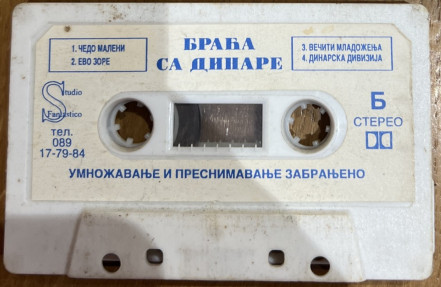 1. ЧЕДО МАЛЕНИ
2. ЕВО ЗОРЕ
БРАЋА
СА ДИНАРЕ
3. ВЕЧИТИ МЛАДОЖЕЊА
4. ДИНАРСКА ДИВИЗИЈА
Studio
Fantastico
тел.
089
17-79-84
Б
СТЕРЕО
УМНОЖАВАЊЕ И ПРЕСНИМАВАЊЕ ЗАБРАЊЕНО